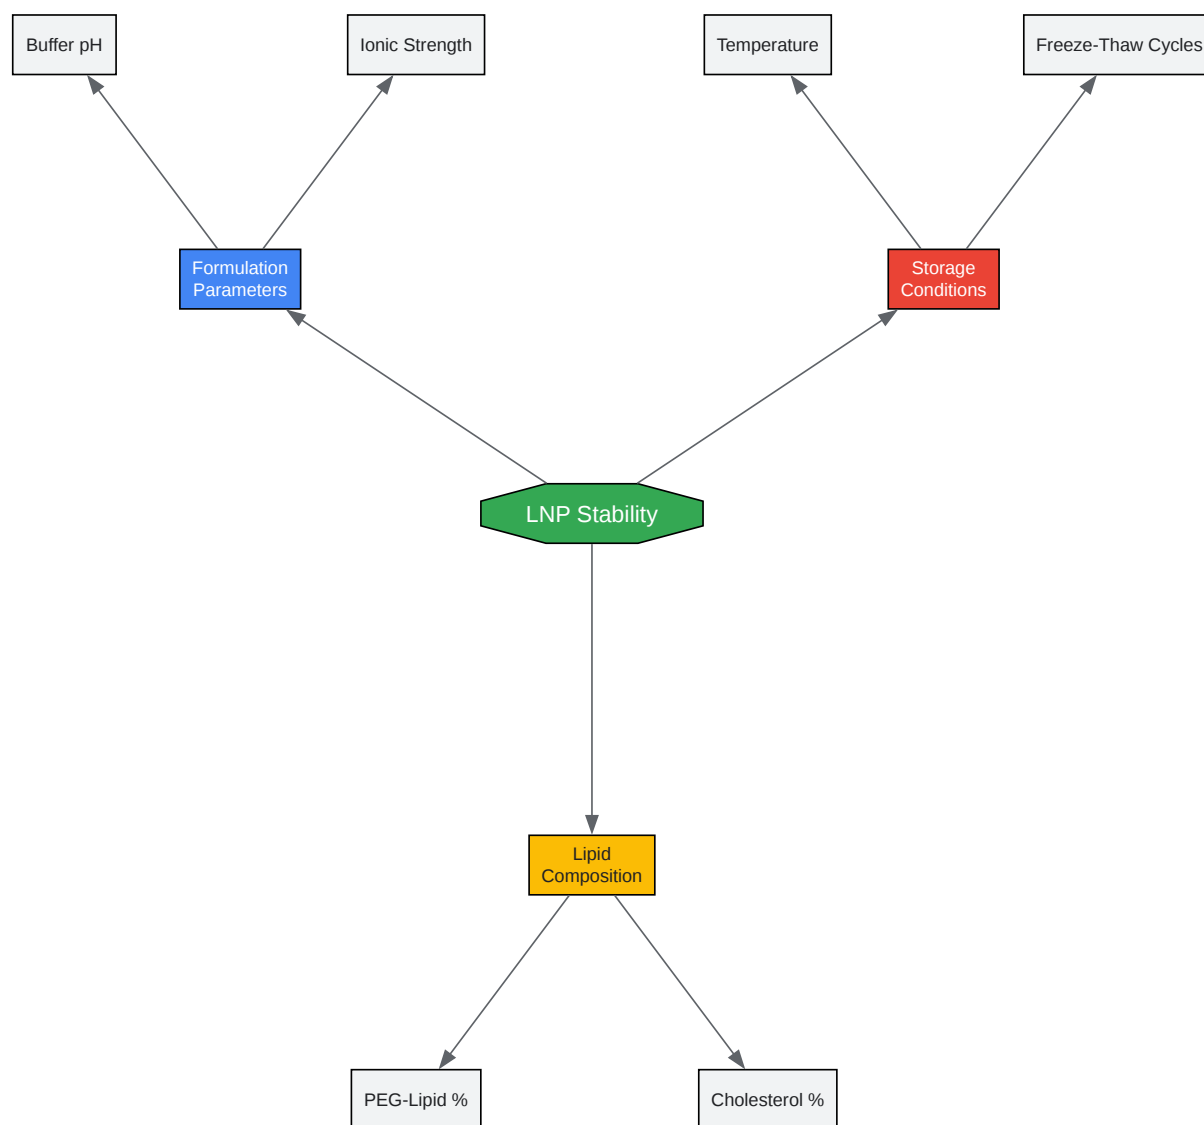 Buffer pH
Ionic Strength
Temperature
Freeze-Thaw Cycles
Formulation
Parameters
Storage
Conditions
LNP Stability
Lipid
Composition
PEG-Lipid %
Cholesterol %